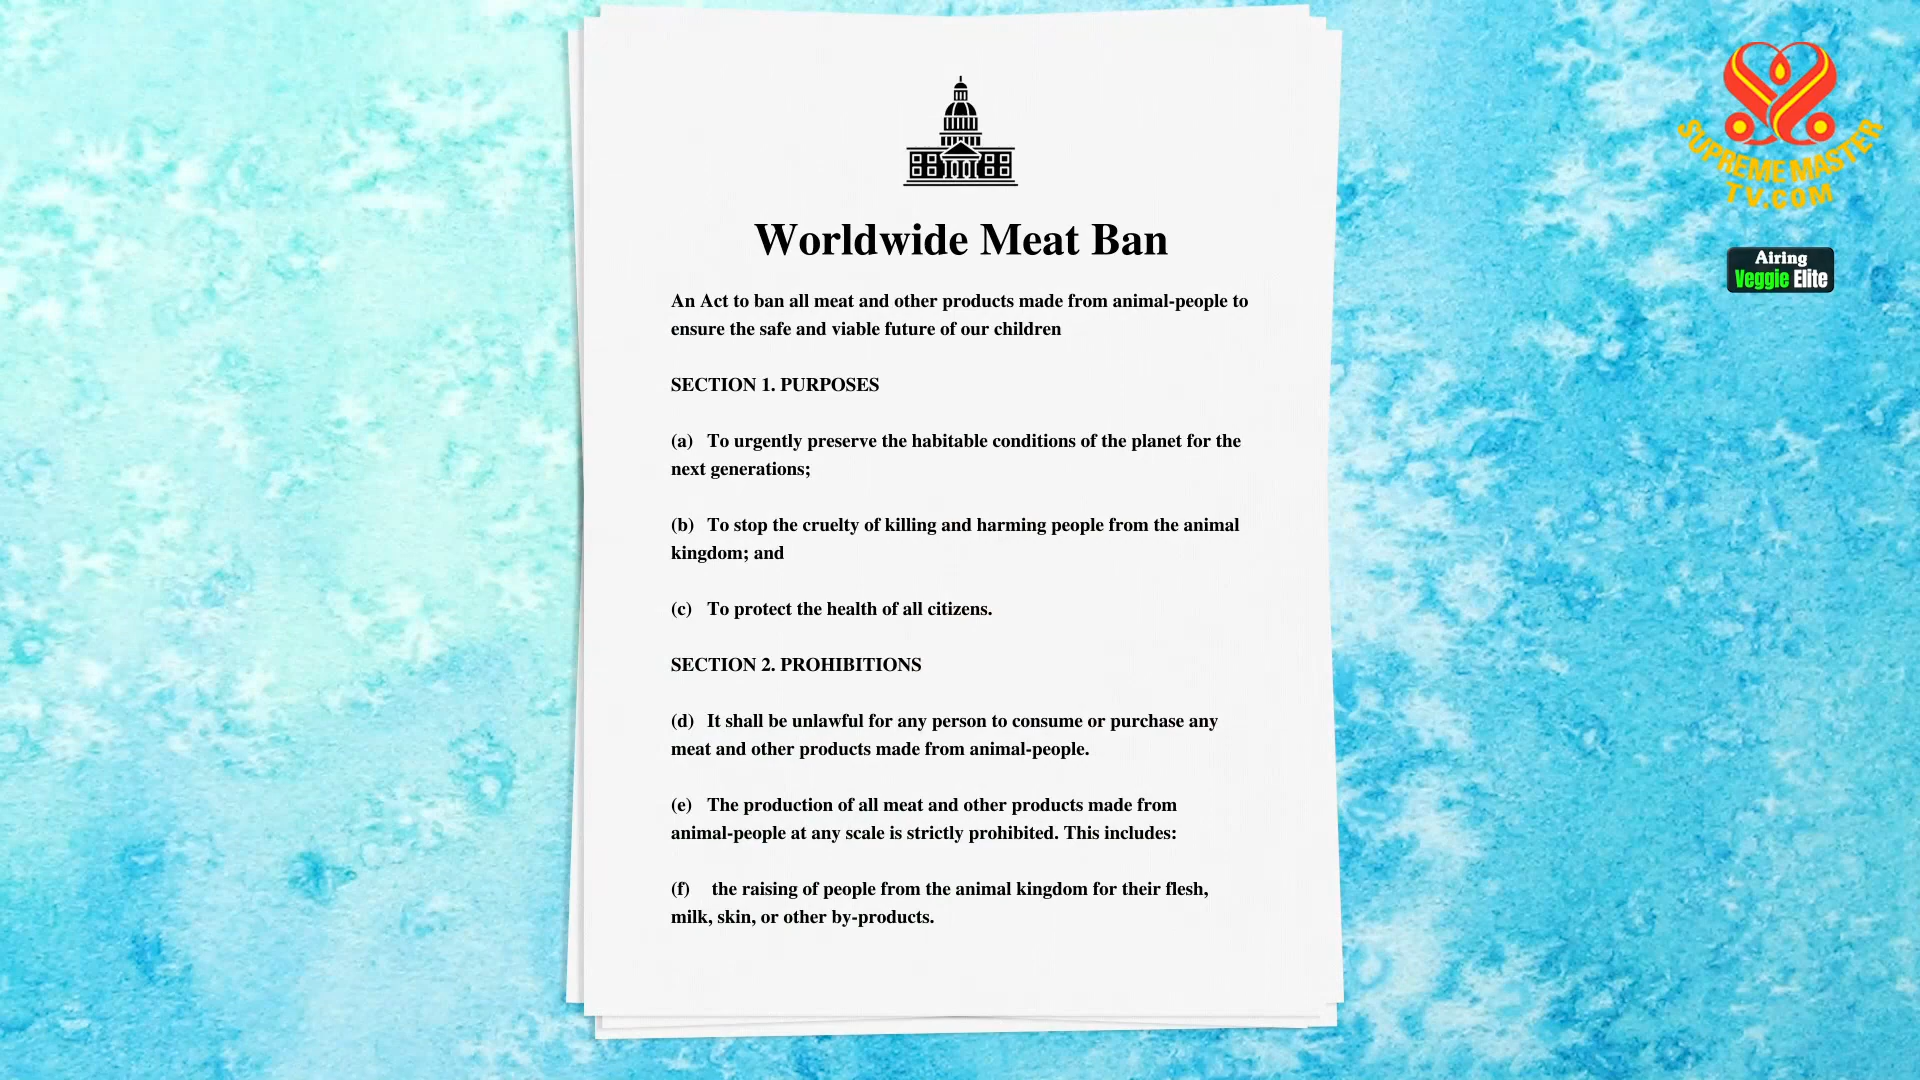 SUPREME MASTER
TV.COM
Airing
Veggie Elite
Worldwide Meat Ban
An Act to ban all meat and other products made from animal-people to
ensure the safe and viable future of our children
SECTION 1. PURPOSES
(a) To urgently preserve the habitable conditions of the planet for the
next generations;
(b) To stop the cruelty of killing and harming people from the animal
kingdom; and
(c) To protect the health of all citizens.
SECTION 2. PROHIBITIONS
(d) It shall be unlawful for any person to consume or purchase any
meat and other products made from animal-people.
(e) The production of all meat and other products made from
animal-people at any scale is strictly prohibited. This includes:
(f) the raising of people from the animal kingdom for their flesh,
milk, skin, or other by-products.